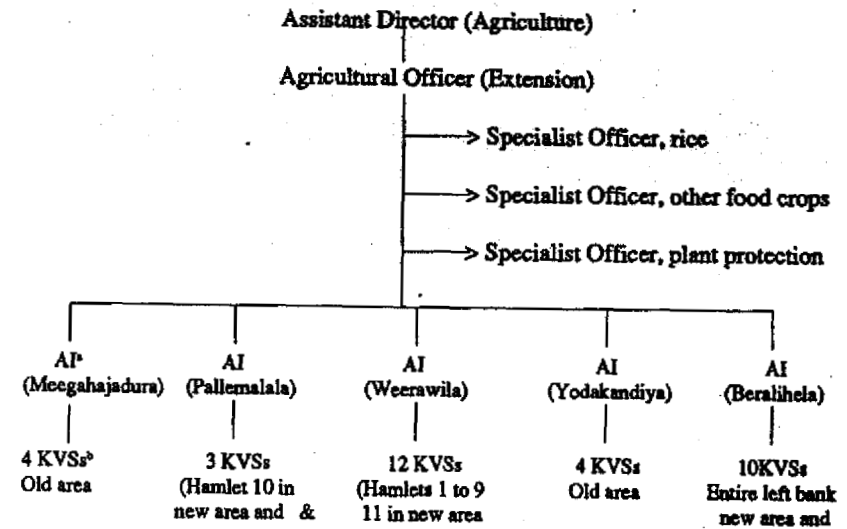 Assistant Director (Agriculture)
Agricultural Officer (Extension)
Specialist Officer, rice
Specialist Officer, other food crops
Specialist Officer, plant protection
AIᵃ
(Meegahajadura)
4 KVSsᵇ
Old area
AI
(Pallemalala)
3 KVSs
(Hamlet 10 in
new area and &
AI
(Weerawila)
12 KVSs
(Hamlets 1 to 9
11 in new area
AI
(Yodakandiya)
4 KVSs
Old area
AI
(Beralihela)
10KVSs
Entire left bank
new area and